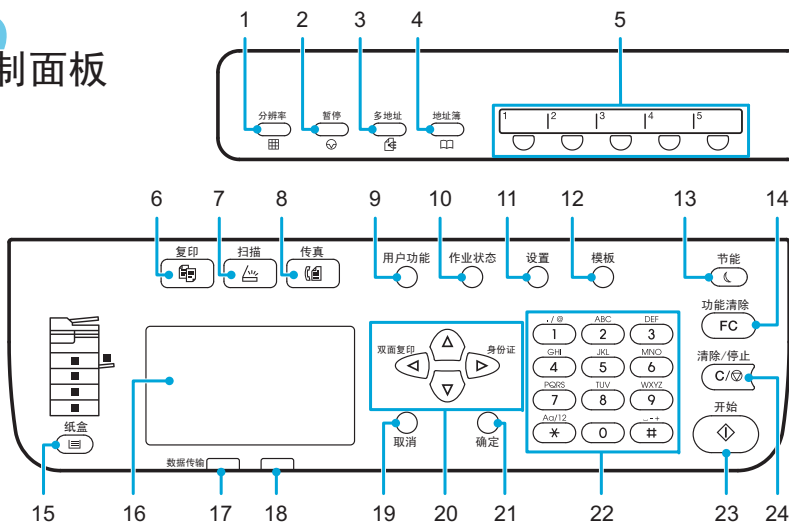 制面板
1 2 3 4 5
分辨率 暂停 多地址 地址簿
1 2 3 4 5
6 7 8 9 10 11 12 13 14
复印 扫描 传真 用户功能 作业状态 设置 模板 节能
功能清除
FC
清除/停止
C/
开始
双面复印 身份证
取消 确定
. / @ ABC DEF
1 2 3
GHI JKL MNO
4 5 6
PQRS TUV WXYZ
7 8 9
Aa/12 _-+
* 0 #
纸盒
数据传输
15 16 17 18 19 20 21 22 23 24